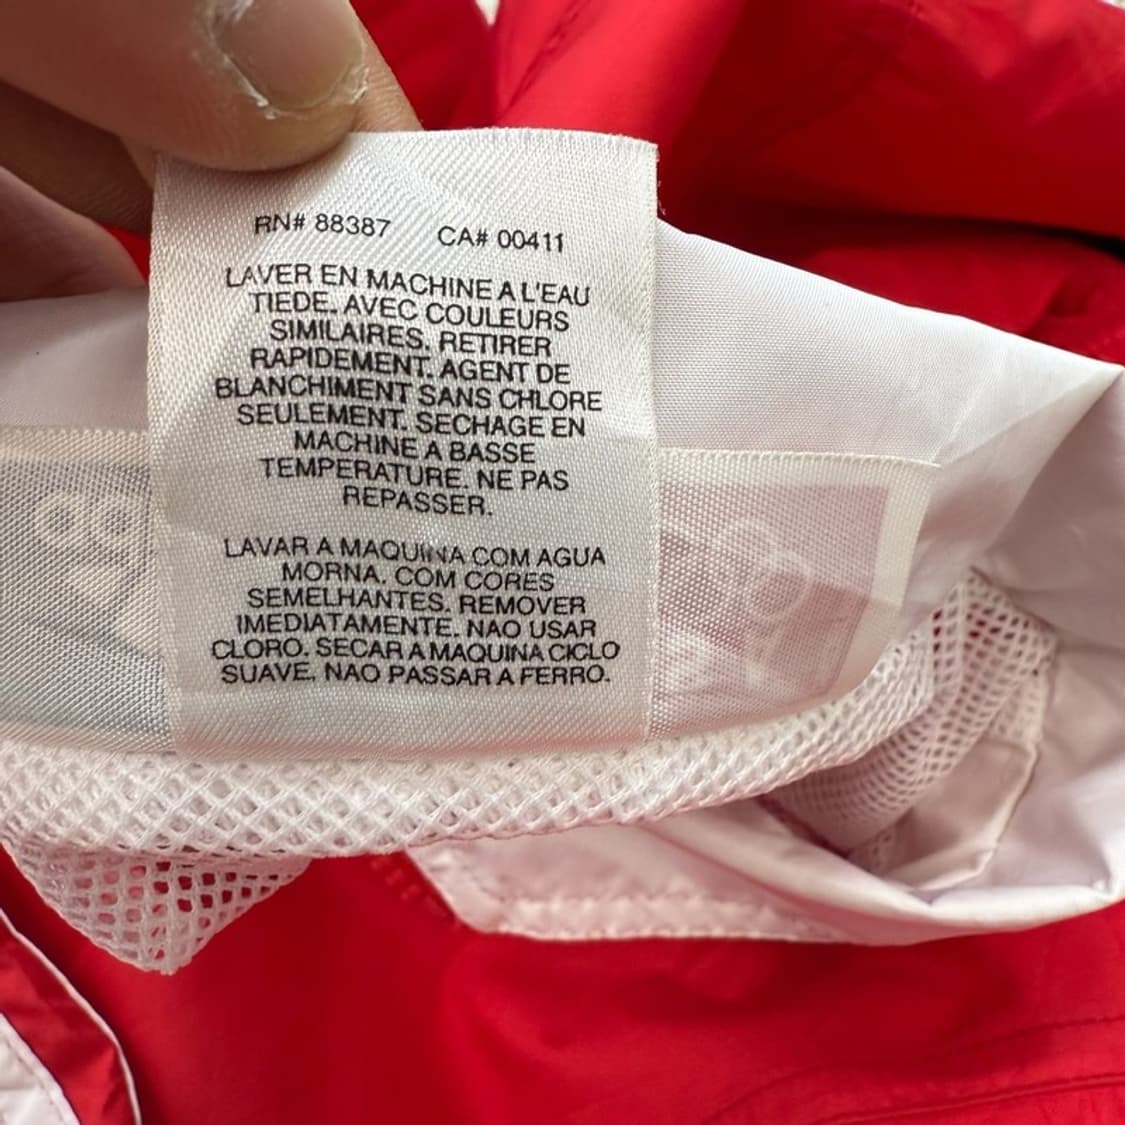 RN# 88387 CA# 00411
LAVER EN MACHINE A L'EAU
TIEDE. AVEC COULEURS
SIMILAIRES. RETIRER
RAPIDEMENT. AGENT DE
BLANCHIMENT SANS CHLORE
SEULEMENT. SECHAGE EN
MACHINE A BASSE
TEMPERATURE. NE PAS
REPASSER.
LAVAR A MAQUINA COM AGUA
MORNA. COM CORES
SEMELHANTES. REMOVER
IMEDIATAMENTE. NAO USAR
CLORO. SECAR A MAQUINA CICLO
SUAVE. NAO PASSAR A FERRO.